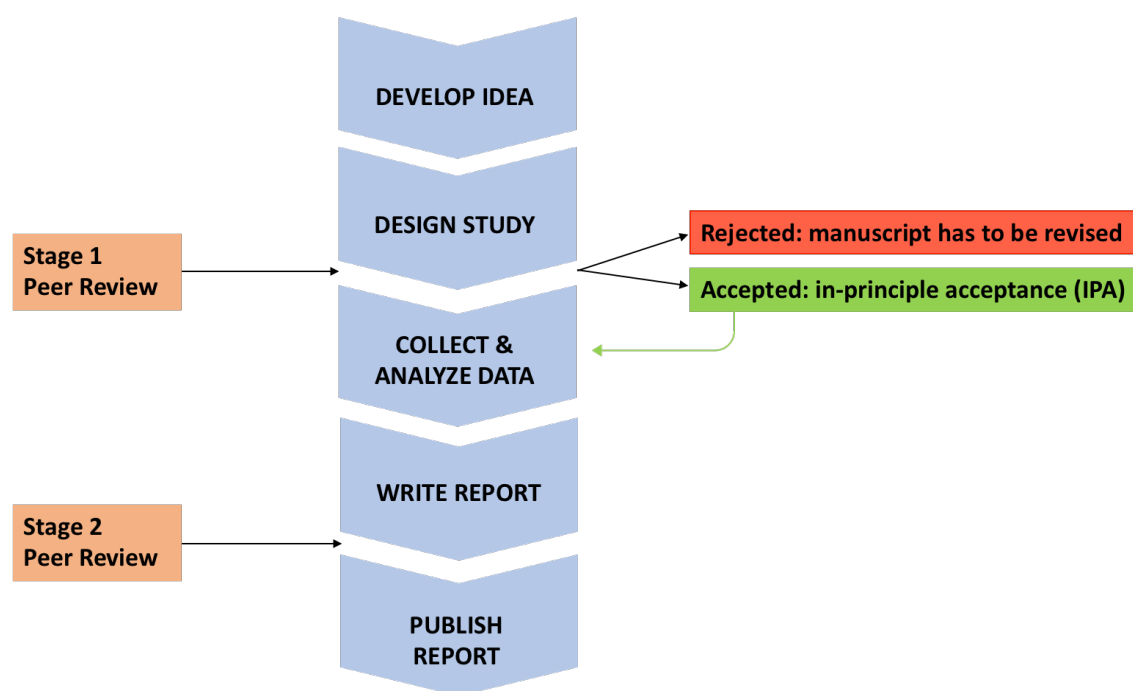 DEVELOP IDEA
DESIGN STUDY
Stage 1
Peer Review
Rejected: manuscript has to be revised
Accepted: in-principle acceptance (IPA)
COLLECT &
ANALYZE DATA
WRITE REPORT
Stage 2
Peer Review
PUBLISH
REPORT